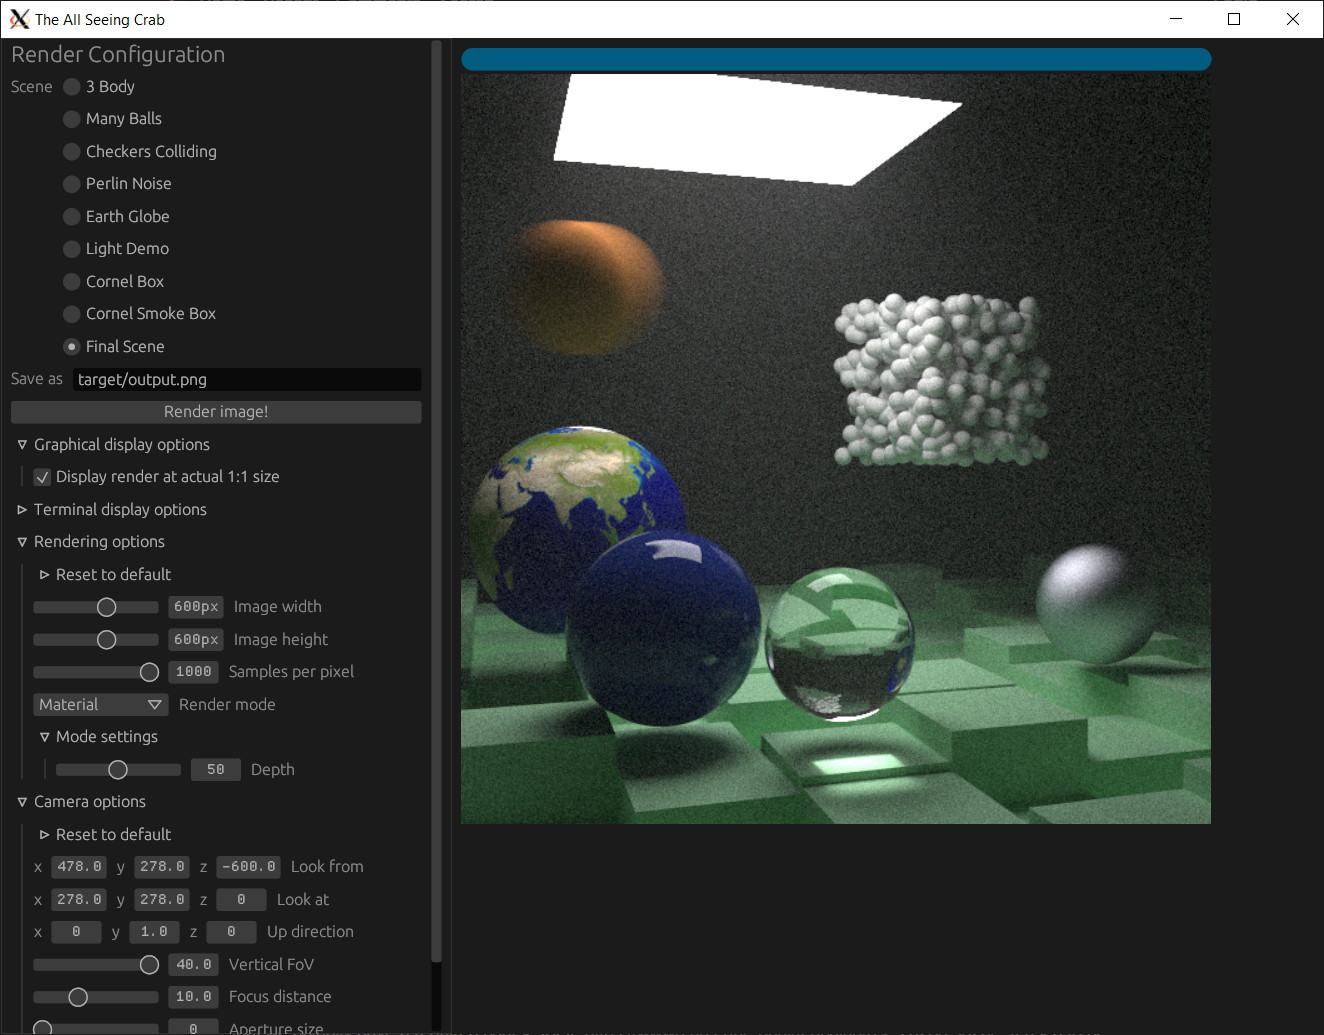 The All Seeing Crab
Render Configuration
Scene 3 Body
Many Balls
Checkers Colliding
Perlin Noise
Earth Globe
Light Demo
Cornel Box
Cornel Smoke Box
Final Scene
Save as target/output.png
Render image!
Graphical display options
Display render at actual 1:1 size
Terminal display options
Rendering options
Reset to default
600px Image width
600px Image height
1000 Samples per pixel
Material Render mode
Mode settings
50 Depth
Camera options
Reset to default
x 478.0 y 278.0 z -600.0 Look from
x 278.0 y 278.0 z 0 Look at
x 0 y 1.0 z 0 Up direction
40.0 Vertical FoV
10.0 Focus distance
0 Aperture size